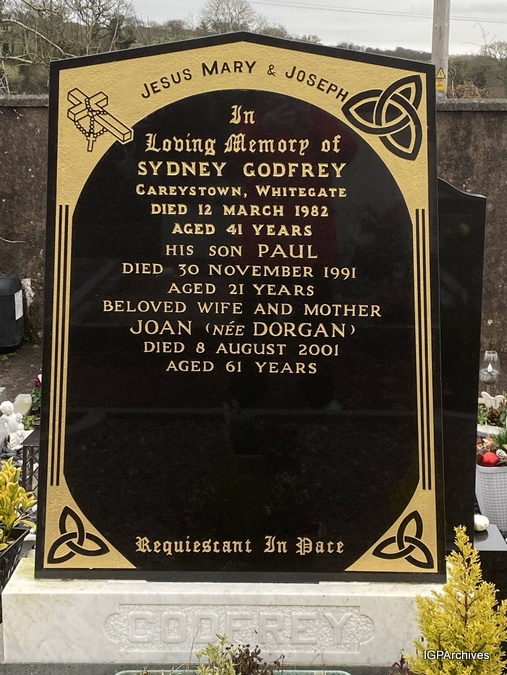 JESUS MARY & JOSEPH
In
Loving Memory of
SYDNEY GODFREY
CAREYSTOWN, WHITEGATE
DIED 12 MARCH 1982
AGED 41 YEARS
HIS SON PAUL
DIED 30 NOVEMBER 1991
AGED 21 YEARS
BELOVED WIFE AND MOTHER
JOAN (NÉE DORGAN)
DIED 8 AUGUST 2001
AGED 61 YEARS
Requiescant In Pace
GODFREY
IGPArchives